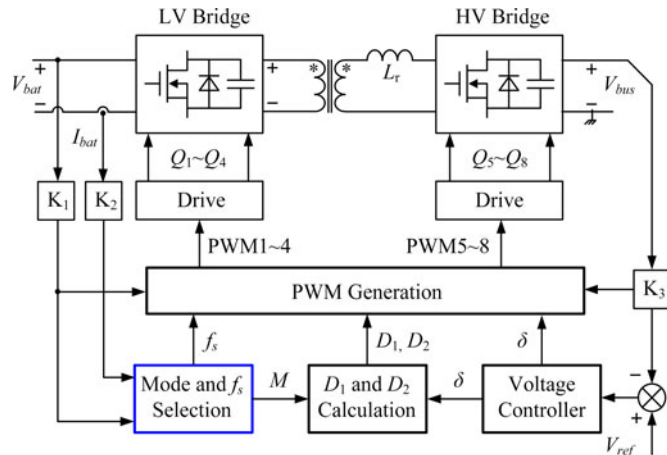 LV Bridge HV Bridge
+ + * * + 
V_bat L_r V_bus
− − −
I_bat Q_1~Q_4 Q_5~Q_8
K_1 K_2 Drive Drive
PWM1~4 PWM5~8
PWM Generation K_3
f_s D_1, D_2 δ
Mode and f_s M D_1 and D_2 δ Voltage −
Selection Calculation Controller +
V_ref